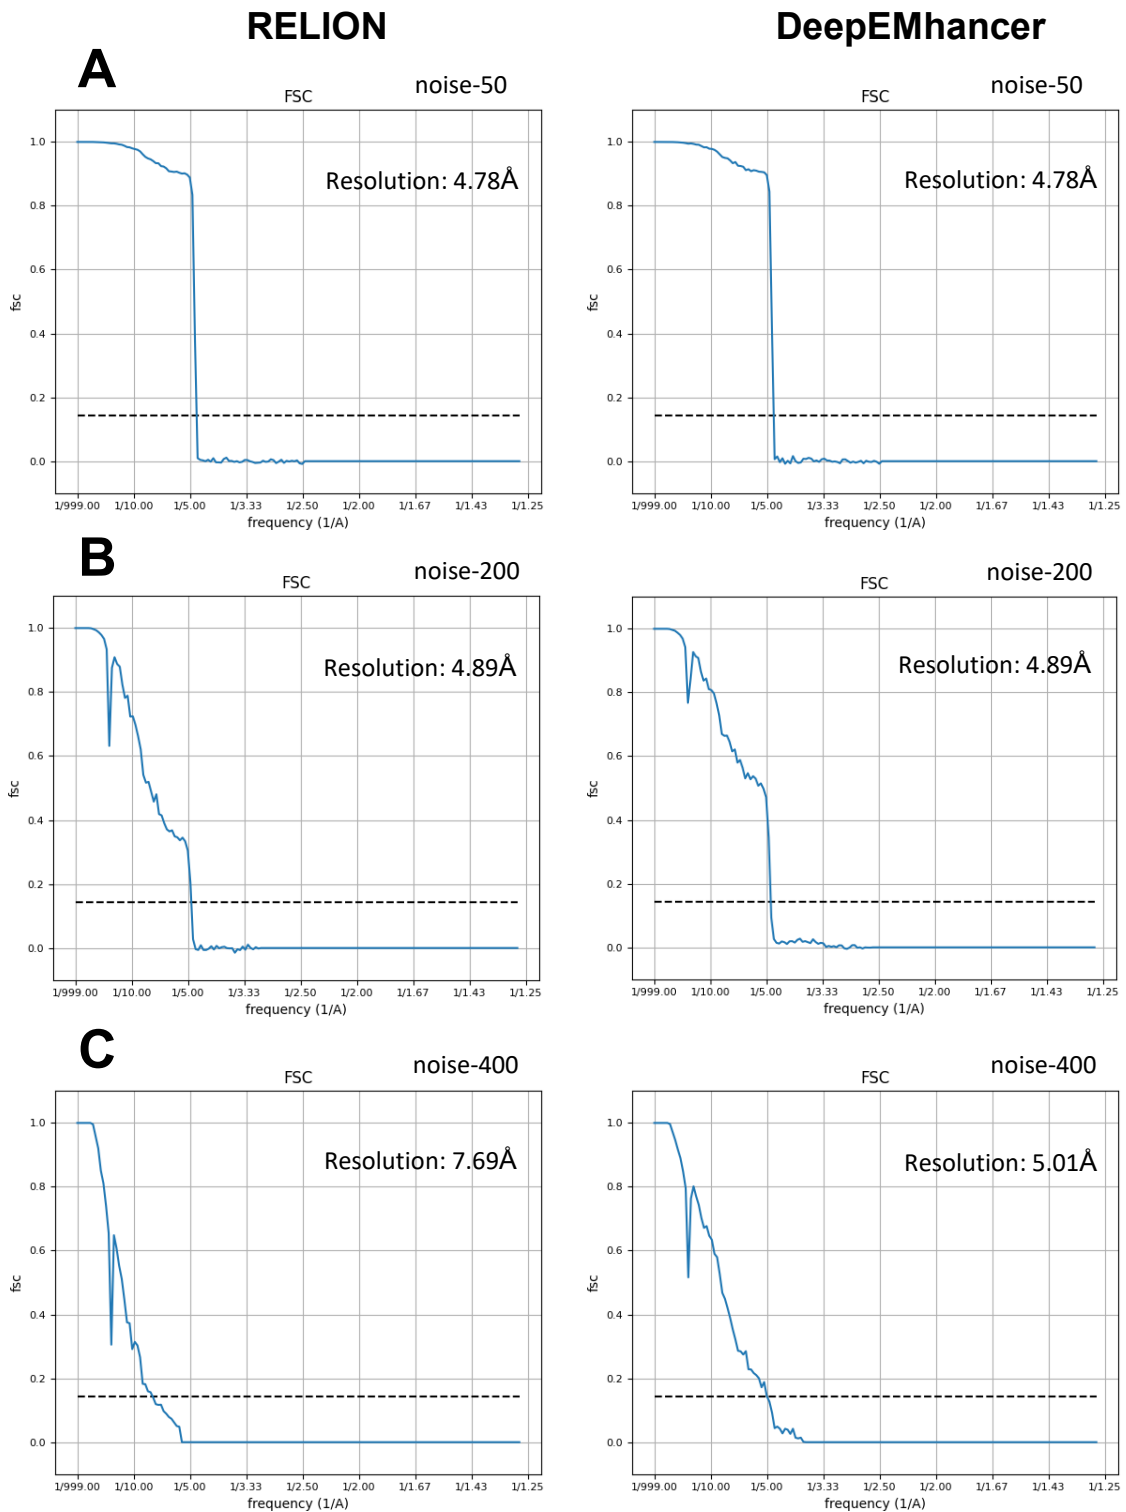 RELION
DeepEMhancer
A
noise-50
FSC
Resolution: 4.78Å
1.0
0.8
0.6
0.4
0.2
0.0
fsc
1/999.00 1/10.00 1/5.00 1/3.33 1/2.50 1/2.00 1/1.67 1/1.43 1/1.25
frequency (1/A)
noise-50
FSC
Resolution: 4.78Å
1.0
0.8
0.6
0.4
0.2
0.0
fsc
1/999.00 1/10.00 1/5.00 1/3.33 1/2.50 1/2.00 1/1.67 1/1.43 1/1.25
frequency (1/A)
B
noise-200
FSC
Resolution: 4.89Å
1.0
0.8
0.6
0.4
0.2
0.0
fsc
1/999.00 1/10.00 1/5.00 1/3.33 1/2.50 1/2.00 1/1.67 1/1.43 1/1.25
frequency (1/A)
noise-200
FSC
Resolution: 4.89Å
1.0
0.8
0.6
0.4
0.2
0.0
fsc
1/999.00 1/10.00 1/5.00 1/3.33 1/2.50 1/2.00 1/1.67 1/1.43 1/1.25
frequency (1/A)
C
noise-400
FSC
Resolution: 7.69Å
1.0
0.8
0.6
0.4
0.2
0.0
fsc
1/999.00 1/10.00 1/5.00 1/3.33 1/2.50 1/2.00 1/1.67 1/1.43 1/1.25
frequency (1/A)
noise-400
FSC
Resolution: 5.01Å
1.0
0.8
0.6
0.4
0.2
0.0
fsc
1/999.00 1/10.00 1/5.00 1/3.33 1/2.50 1/2.00 1/1.67 1/1.43 1/1.25
frequency (1/A)